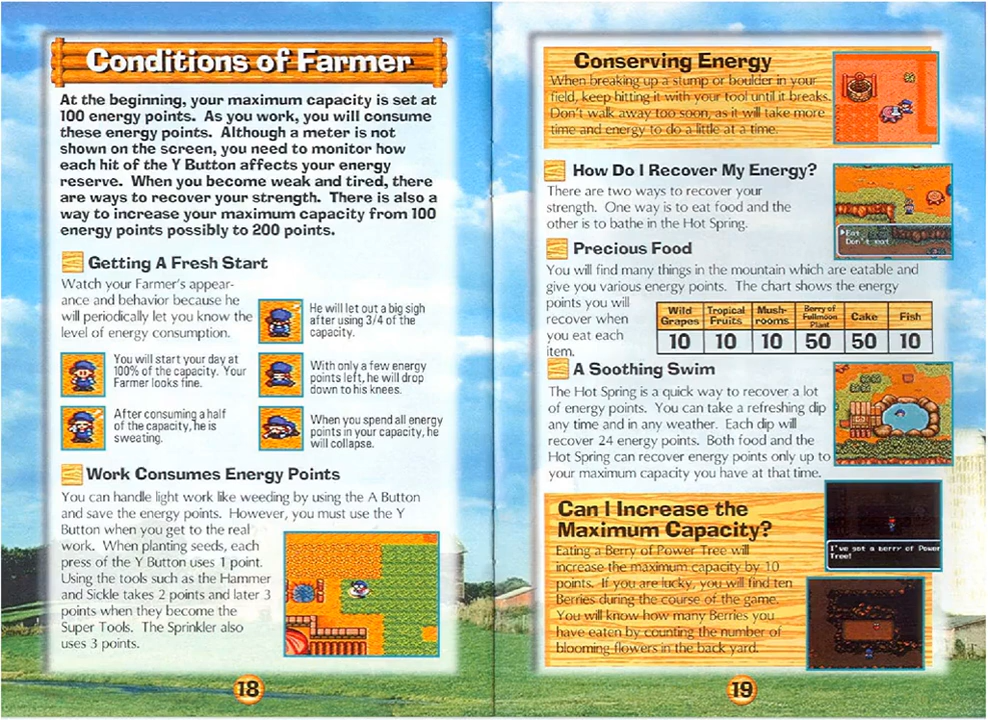 Conditions of Farmer
At the beginning, your maximum capacity is set at
100 energy points. As you work, you will consume
these energy points. Although a meter is not
shown on the screen, you need to monitor how
each hit of the Y Button affects your energy
reserve. When you become weak and tired, there
are ways to recover your strength. There is also a
way to increase your maximum capacity from 100
energy points possibly to 200 points.
Getting A Fresh Start
Watch your Farmer's appear-
ance and behavior because he
will periodically let you know the
level of energy consumption.
He will let out a big sigh
after using 3/4 of the
capacity.
You will start your day at
100% of the capacity. Your
Farmer looks fine.
With only a few energy
points left, he will drop
down to his knees.
After consuming a half
of the capacity, he is
sweating.
When you spend all energy
points in your capacity, he
will collapse.
Work Consumes Energy Points
You can handle light work like weeding by using the A Button
and save the energy points. However, you must use the Y
Button when you get to the real
work. When planting seeds, each
press of the Y Button uses 1 point.
Using the tools such as the Hammer
and Sickle takes 2 points and later 3
points when they become the
Super Tools. The Sprinkler also
uses 3 points.
18
Conserving Energy
When breaking up a stump or boulder in your
field, keep hitting it with your tool until it breaks.
Don't walk away too soon, as it will take more
time and energy to do a little at a time.
How Do I Recover My Energy?
There are two ways to recover your
strength. One way is to eat food and the
other is to bathe in the Hot Spring.
Eat
Don't eat
Precious Food
You will find many things in the mountain which are eatable and
give you various energy points. The chart shows the energy
points you will
recover when
you eat each
item.
Wild Grapes Tropical Fruits Mush-rooms Berry of Fullmoon Plant Cake Fish
10 10 10 50 50 10
A Soothing Swim
The Hot Spring is a quick way to recover a lot
of energy points. You can take a refreshing dip
any time and in any weather. Each dip will
recover 24 energy points. Both food and the
Hot Spring can recover energy points only up to
your maximum capacity you have at that time.
Can I Increase the
Maximum Capacity?
Eating a Berry of Power Tree will
increase the maximum capacity by 10
points. If you are lucky, you will find ten
Berries during the course of the game.
You will know how many Berries you
have eaten by counting the number of
blooming flowers in the back yard.
I've got a berry of Power
Tree!
19